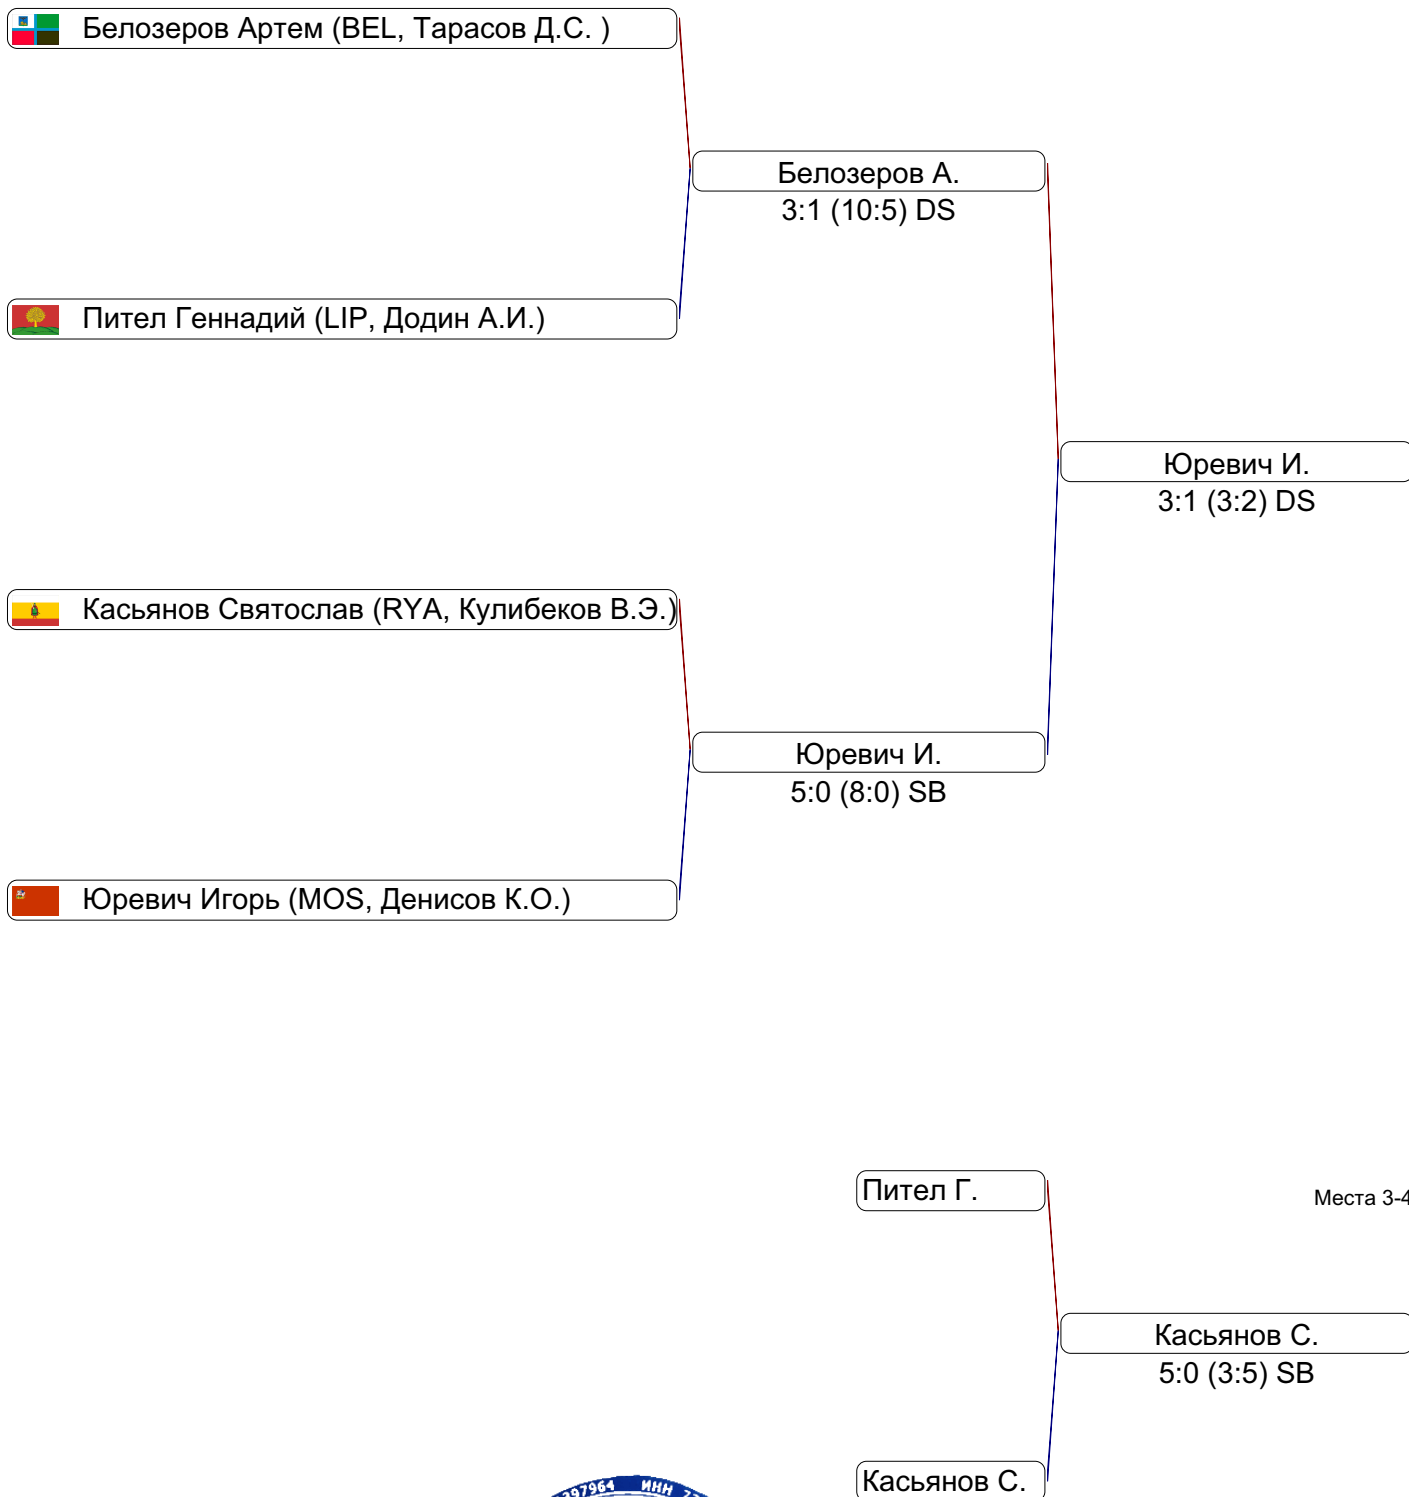 Белозеров Артем (BEL, Тарасов Д.С. )
Белозеров А.
3:1 (10:5) DS
Пител Геннадий (LIP, Додин А.И.)
Юревич И.
3:1 (3:2) DS
Касьянов Святослав (RYA, Кулибеков В.Э.)
Юревич И.
5:0 (8:0) SB
Юревич Игорь (MOS, Денисов К.О.)
Пител Г.
Места 3-4
Касьянов С.
5:0 (3:5) SB
Касьянов С.
97964 ИНН